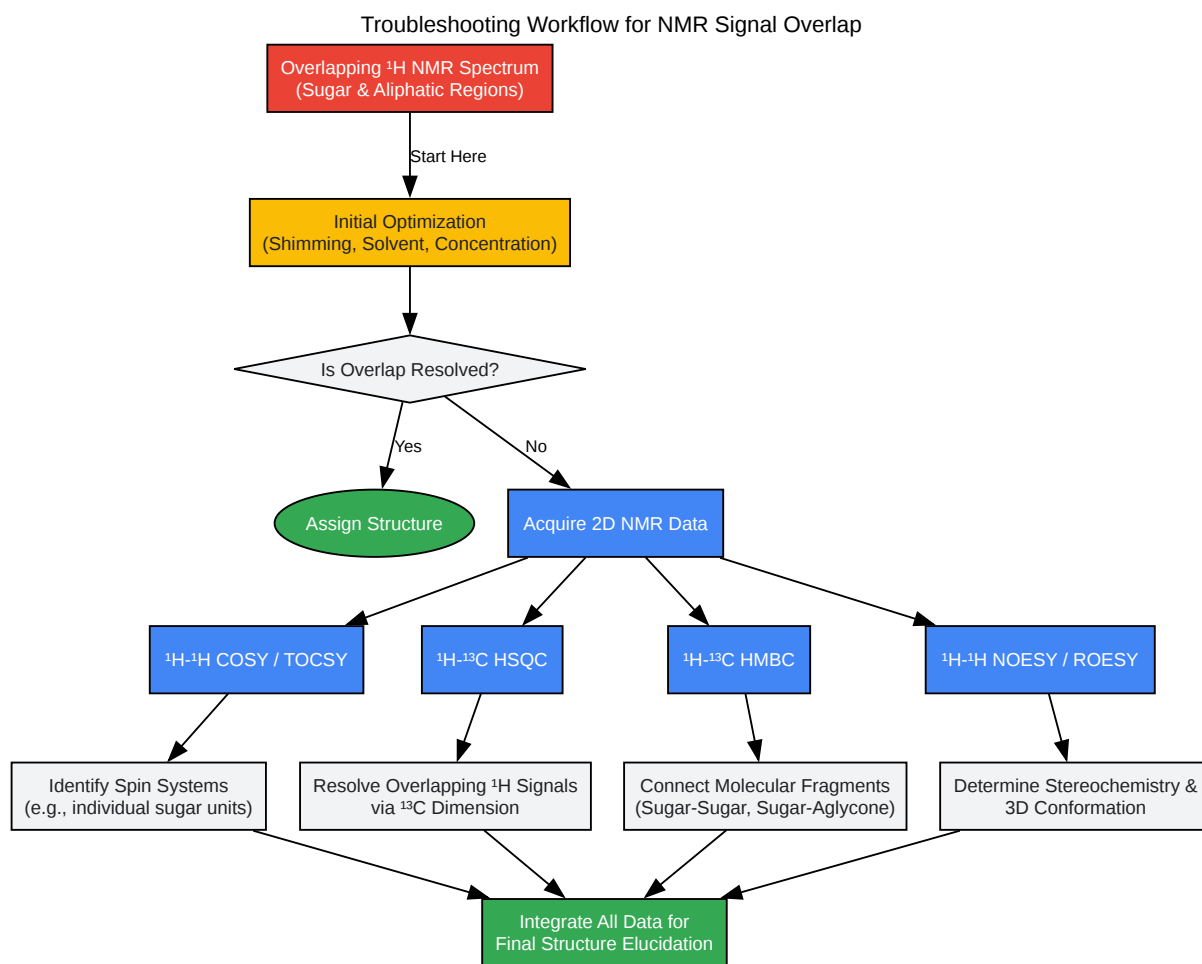 Troubleshooting Workflow for NMR Signal Overlap
Overlapping ¹H NMR Spectrum
(Sugar & Aliphatic Regions)
Start Here
Initial Optimization
(Shimming, Solvent, Concentration)
Is Overlap Resolved?
Yes
No
Assign Structure
Acquire 2D NMR Data
¹H-¹H COSY / TOCSY
¹H-¹³C HSQC
¹H-¹³C HMBC
¹H-¹H NOESY / ROESY
Identify Spin Systems
(e.g., individual sugar units)
Resolve Overlapping ¹H Signals
via ¹³C Dimension
Connect Molecular Fragments
(Sugar-Sugar, Sugar-Aglycone)
Determine Stereochemistry &
3D Conformation
Integrate All Data for
Final Structure Elucidation